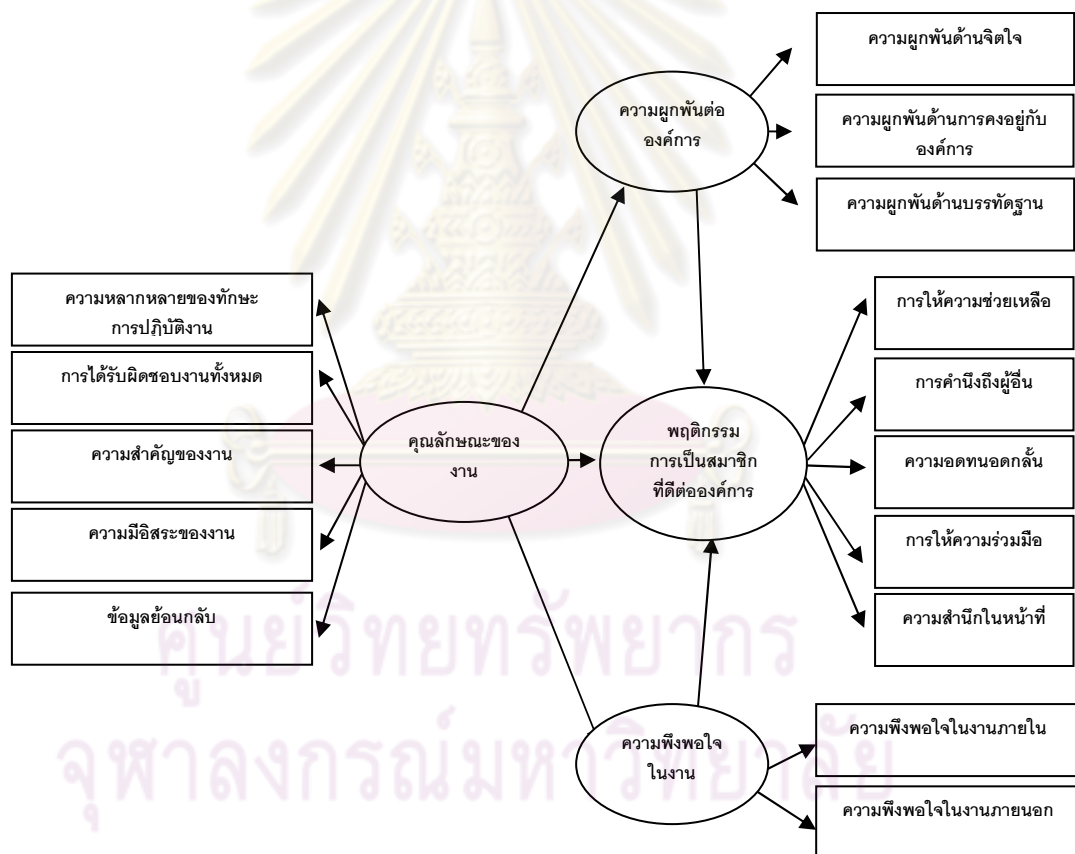 ความผูกพันด้านจิตใจ
ความผูกพันต่อ
องค์การ
ความผูกพันด้านการคงอยู่กับ
องค์การ
ความผูกพันด้านบรรทัดฐาน
ความหลากหลายของทักษะ
การปฏิบัติงาน
การได้รับผิดชอบงานทั้งหมด
ความสำคัญของงาน
ความมีอิสระของงาน
ข้อมูลย้อนกลับ
คุณลักษณะของ
งาน
พฤติกรรม
การเป็นสมาชิก
ที่ดีต่อองค์การ
การให้ความช่วยเหลือ
การคำนึงถึงผู้อื่น
ความอดทนอดกลั้น
การให้ความร่วมมือ
ความสำนึกในหน้าที่
ความพึงพอใจ
ในงาน
ความพึงพอใจในงานภายใน
ความพึงพอใจในงานภายนอก
ศูนย์วิทยทรัพยากร
จุฬาลงกรณ์มหาวิทยาลัย